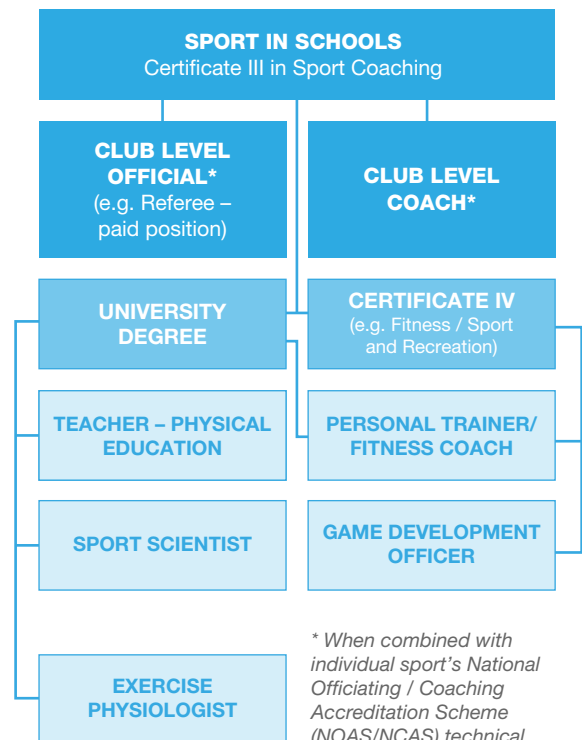 SPORT IN SCHOOLS
Certificate III in Sport Coaching
CLUB LEVEL
OFFICIAL*
(e.g. Referee –
paid position)
CLUB LEVEL
COACH*
UNIVERSITY
DEGREE
CERTIFICATE IV
(e.g. Fitness / Sport
and Recreation)
TEACHER – PHYSICAL
EDUCATION
PERSONAL TRAINER/
FITNESS COACH
SPORT SCIENTIST
GAME DEVELOPMENT
OFFICER
EXERCISE
PHYSIOLOGIST
* When combined with
individual sport's National
Officiating / Coaching
Accreditation Scheme
(NOAS/NCAS) technical